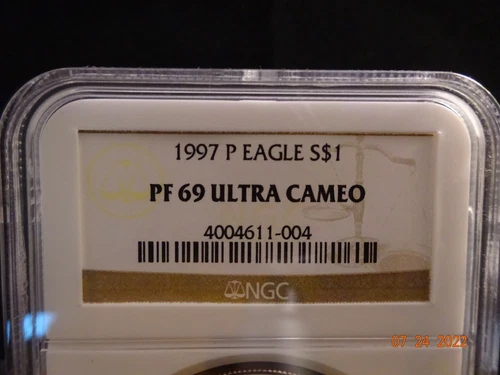 1997 P EAGLE S$1
PF 69 ULTRA CAMEO
4004611-004
NGC